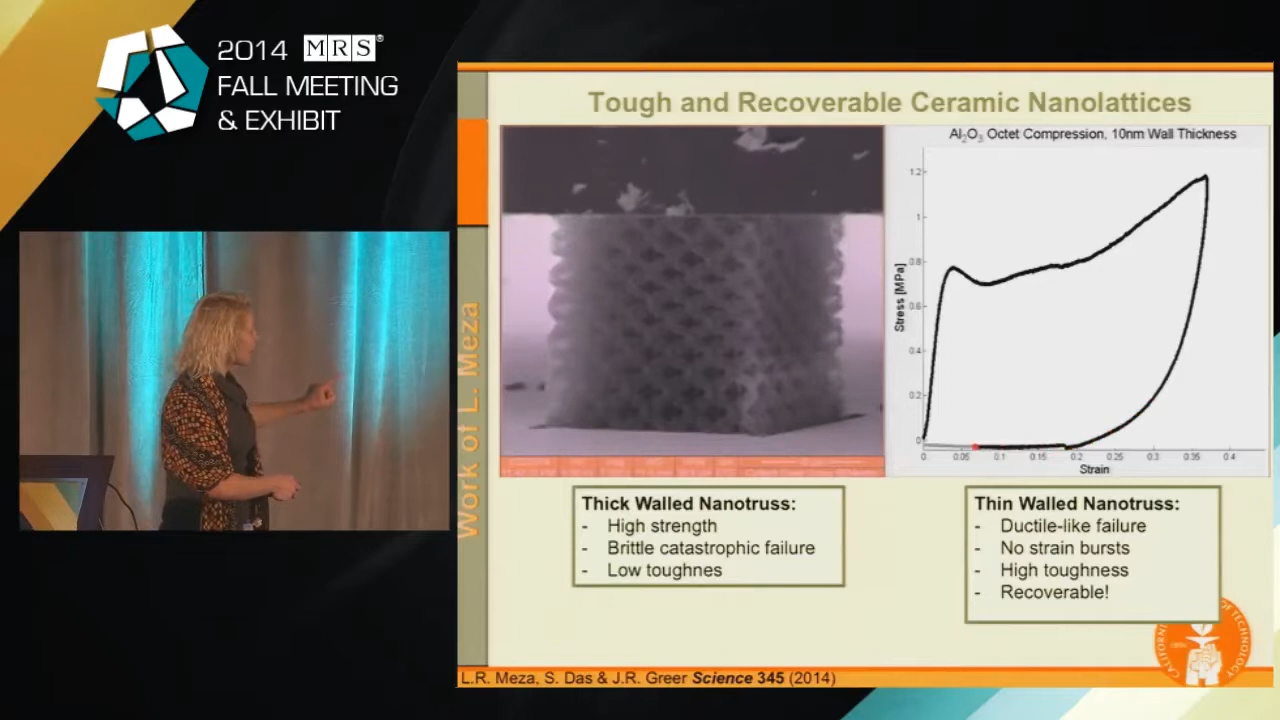 2014 MRS®
FALL MEETING
& EXHIBIT
Tough and Recoverable Ceramic Nanolattices
Work of L. Meza
Al₂O₃ Octet Compression, 10nm Wall Thickness
Stress [MPa]
1.2
1
0.8
0.6
0.4
0.2
0
0 0.05 0.1 0.15 0.2 0.25 0.3 0.35 0.4
Strain
Thick Walled Nanotruss:
- High strength
- Brittle catastrophic failure
- Low toughnes
Thin Walled Nanotruss:
- Ductile-like failure
- No strain bursts
- High toughness
- Recoverable!
L.R. Meza, S. Das & J.R. Greer Science 345 (2014)
OF TECHNOLOGY